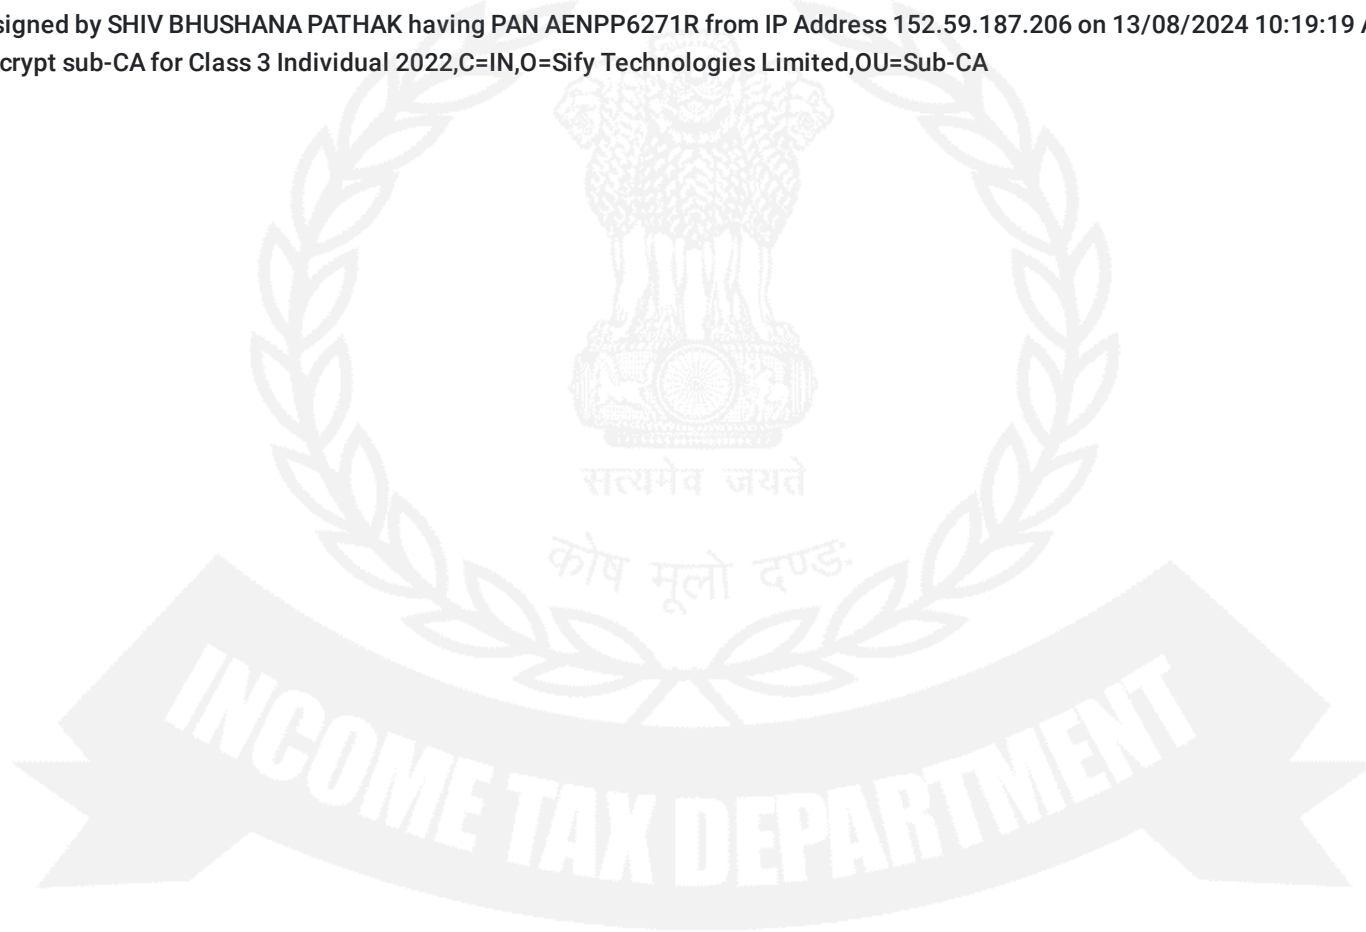 signed by SHIV BHUSHANA PATHAK having PAN AENPP6271R from IP Address 152.59.187.206 on 13/08/2024 10:19:19 A
crypt sub-CA for Class 3 Individual 2022,C=IN,O=Sify Technologies Limited,OU=Sub-CA
सत्यमेव जयते
कोष मूलो दण्डः
INCOME TAX DEPARTMENT